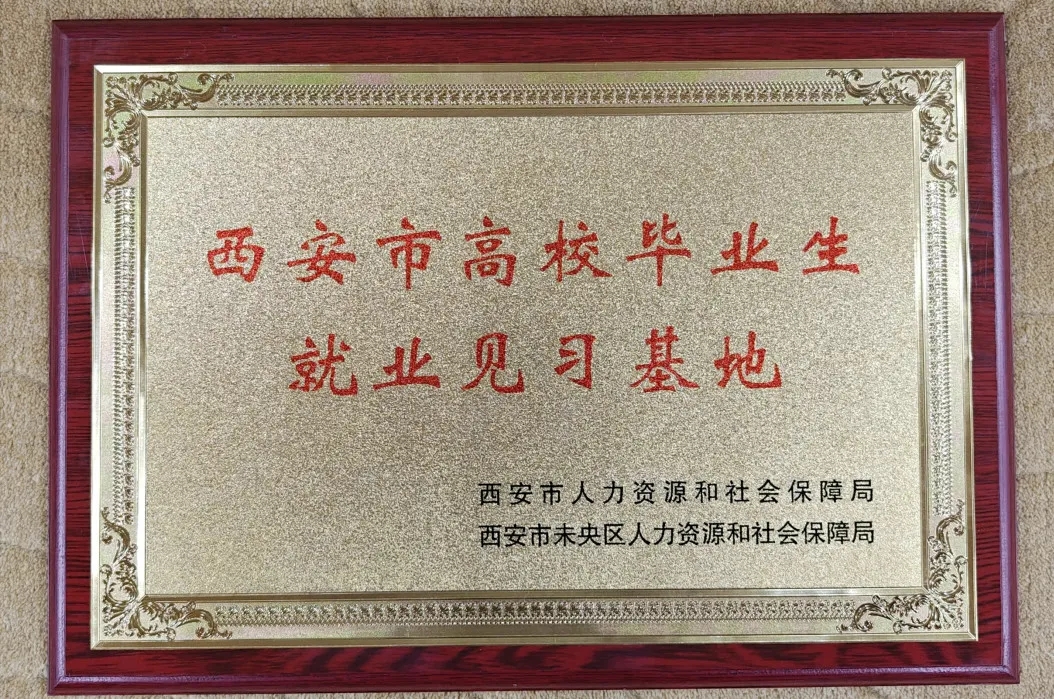 西安市高校毕业生
就业见习基地
西安市人力资源和社会保障局
西安市未央区人力资源和社会保障局